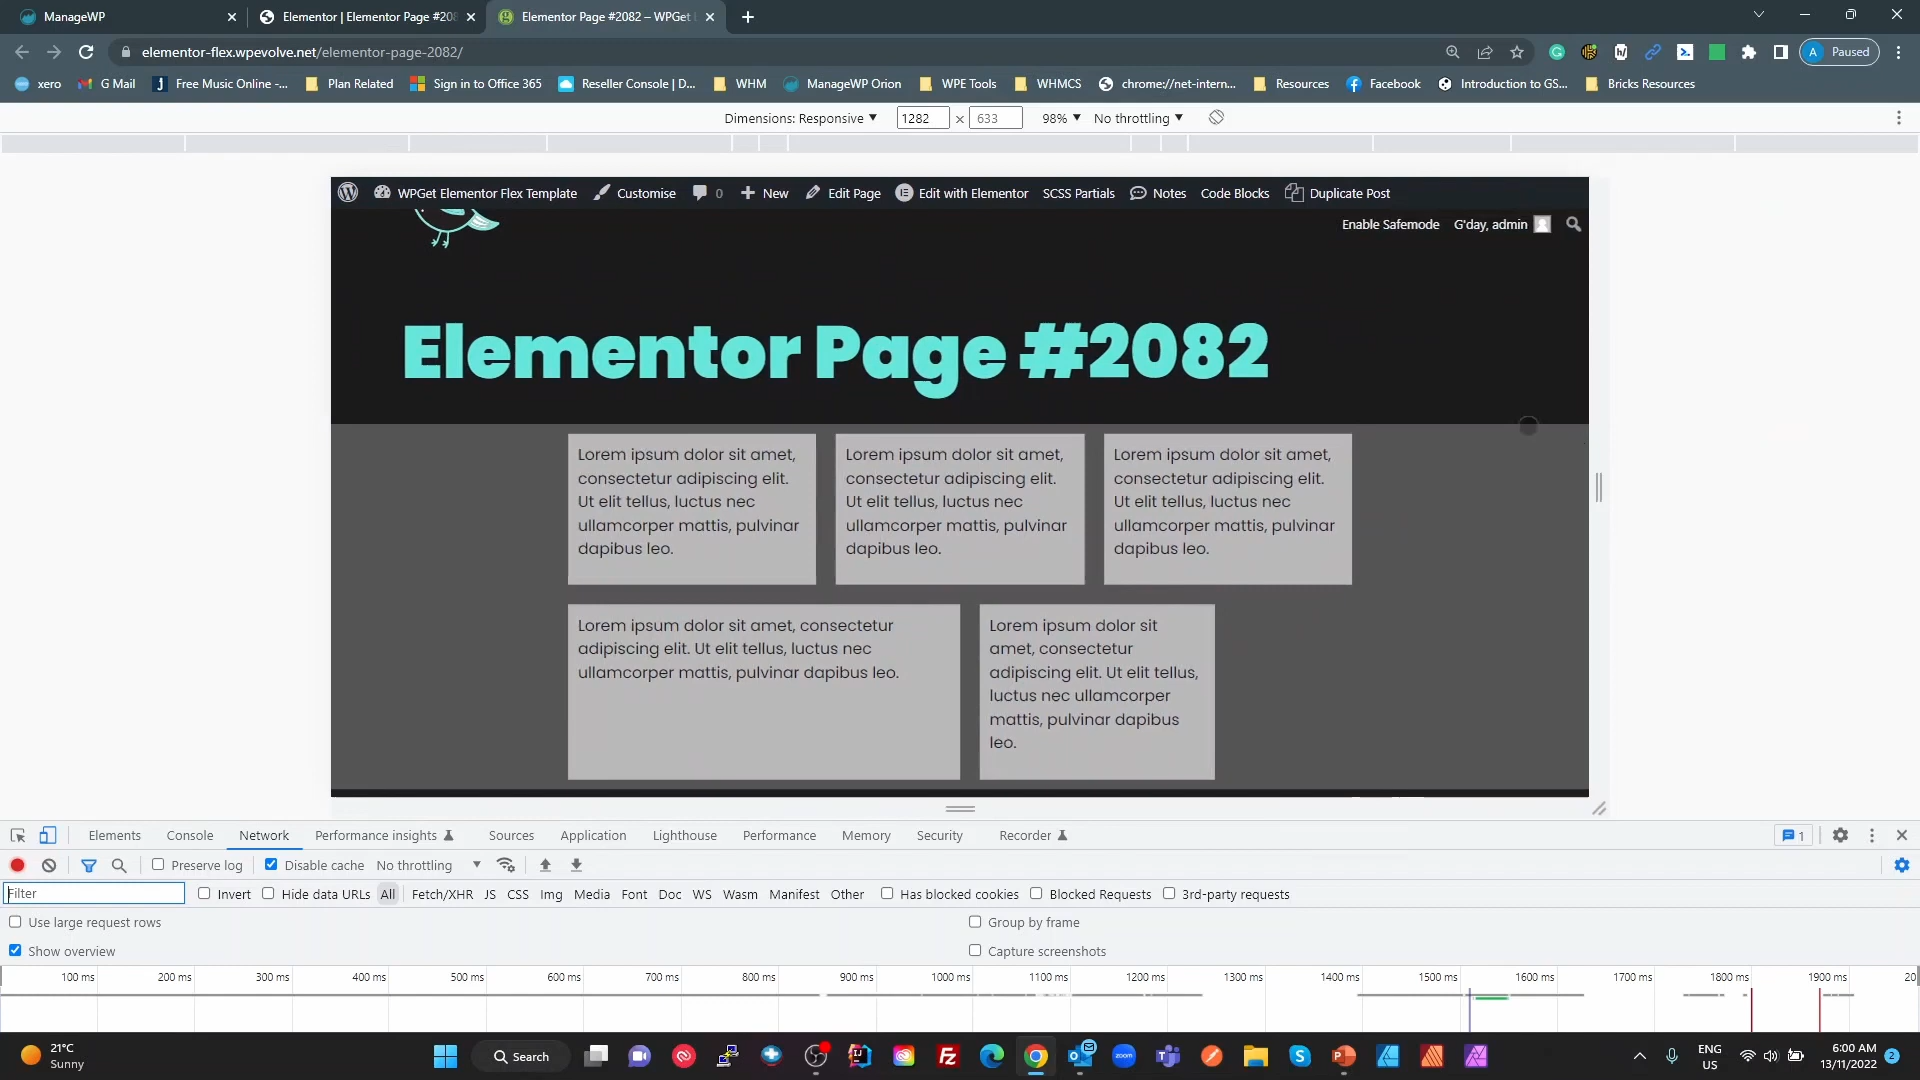 ManageWP
Elementor | Elementor Page #208
Elementor Page #2082 – WPGet E
elementor-flex.wpevolve.net/elementor-page-2082/
Paused
xero
G Mail
Free Music Online -...
Plan Related
Sign in to Office 365
Reseller Console | D...
WHM
ManageWP Orion
WPE Tools
WHMCS
chrome://net-intern...
Resources
Facebook
Introduction to GS...
Bricks Resources
Dimensions: Responsive
1282 × 633
98%
No throttling
WPGet Elementor Flex Template
Customise
0
New
Edit Page
Edit with Elementor
SCSS Partials
Notes
Code Blocks
Duplicate Post
Enable Safemode
G'day, admin
Elementor Page #2082
Lorem ipsum dolor sit amet,
consectetur adipiscing elit.
Ut elit tellus, luctus nec
ullamcorper mattis, pulvinar
dapibus leo.
Lorem ipsum dolor sit amet,
consectetur adipiscing elit.
Ut elit tellus, luctus nec
ullamcorper mattis, pulvinar
dapibus leo.
Lorem ipsum dolor sit amet,
consectetur adipiscing elit.
Ut elit tellus, luctus nec
ullamcorper mattis, pulvinar
dapibus leo.
Lorem ipsum dolor sit amet, consectetur
adipiscing elit. Ut elit tellus, luctus nec
ullamcorper mattis, pulvinar dapibus leo.
Lorem ipsum dolor sit
amet, consectetur
adipiscing elit. Ut elit tellus,
luctus nec ullamcorper
mattis, pulvinar dapibus
leo.
Elements
Console
Network
Performance insights
Sources
Application
Lighthouse
Performance
Memory
Security
Recorder
1
Preserve log
Disable cache
No throttling
Filter
Invert
Hide data URLs
All
Fetch/XHR
JS
CSS
Img
Media
Font
Doc
WS
Wasm
Manifest
Other
Has blocked cookies
Blocked Requests
3rd-party requests
Use large request rows
Group by frame
Show overview
Capture screenshots
100 ms
200 ms
300 ms
400 ms
500 ms
600 ms
700 ms
800 ms
900 ms
1000 ms
1100 ms
1200 ms
1300 ms
1400 ms
1500 ms
1600 ms
1700 ms
1800 ms
1900 ms
20
21°C
Sunny
Search
zoom
ENG
US
6:00 AM
13/11/2022
2